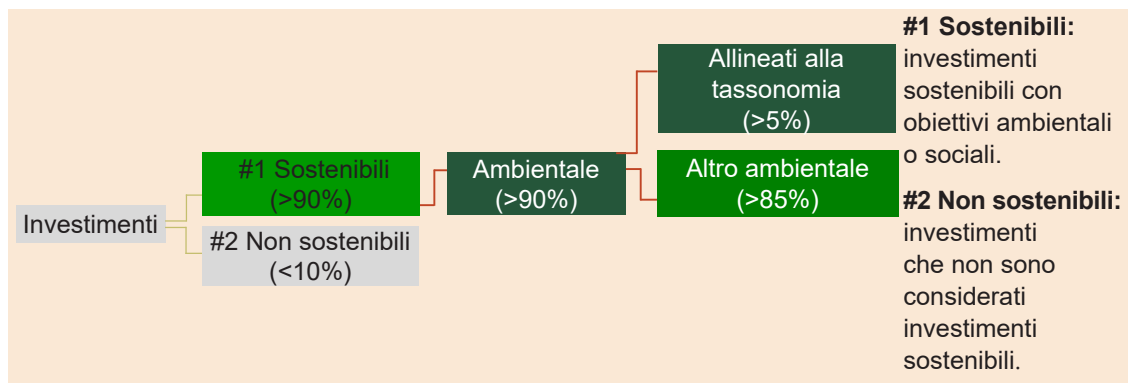 Investimenti
#1 Sostenibili
(>90%)
#2 Non sostenibili
(<10%)
Ambientale
(>90%)
Allineati alla
tassonomia
(>5%)
Altro ambientale
(>85%)
#1 Sostenibili:
investimenti
sostenibili con
obiettivi ambientali
o sociali.
#2 Non sostenibili:
investimenti
che non sono
considerati
investimenti
sostenibili.